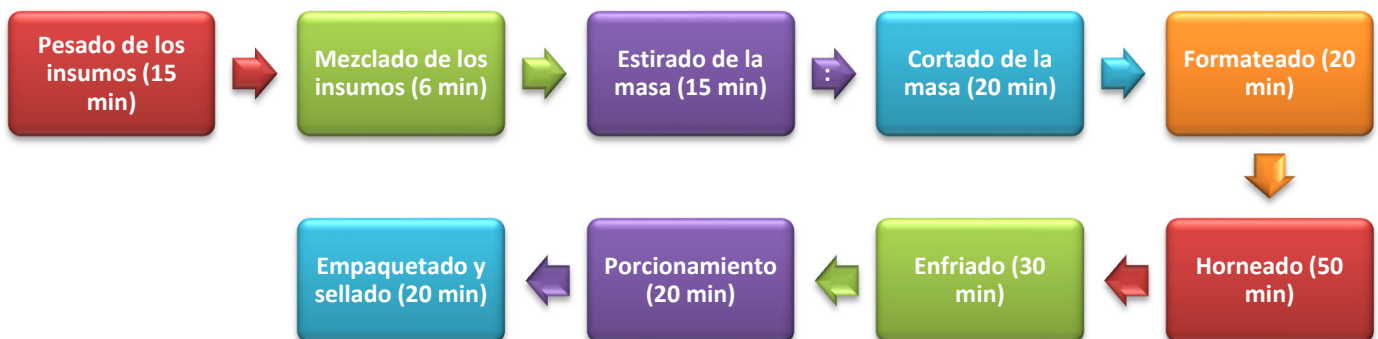 Pesado de los
insumos (15
min)
Mezclado de los
insumos (6 min)
Estirado de la
masa (15 min)
:
Cortado de la
masa (20 min)
Formateado (20
min)
Horneado (50
min)
Enfriado (30
min)
Porcionamiento
(20 min)
Empaquetado y
sellado (20 min)